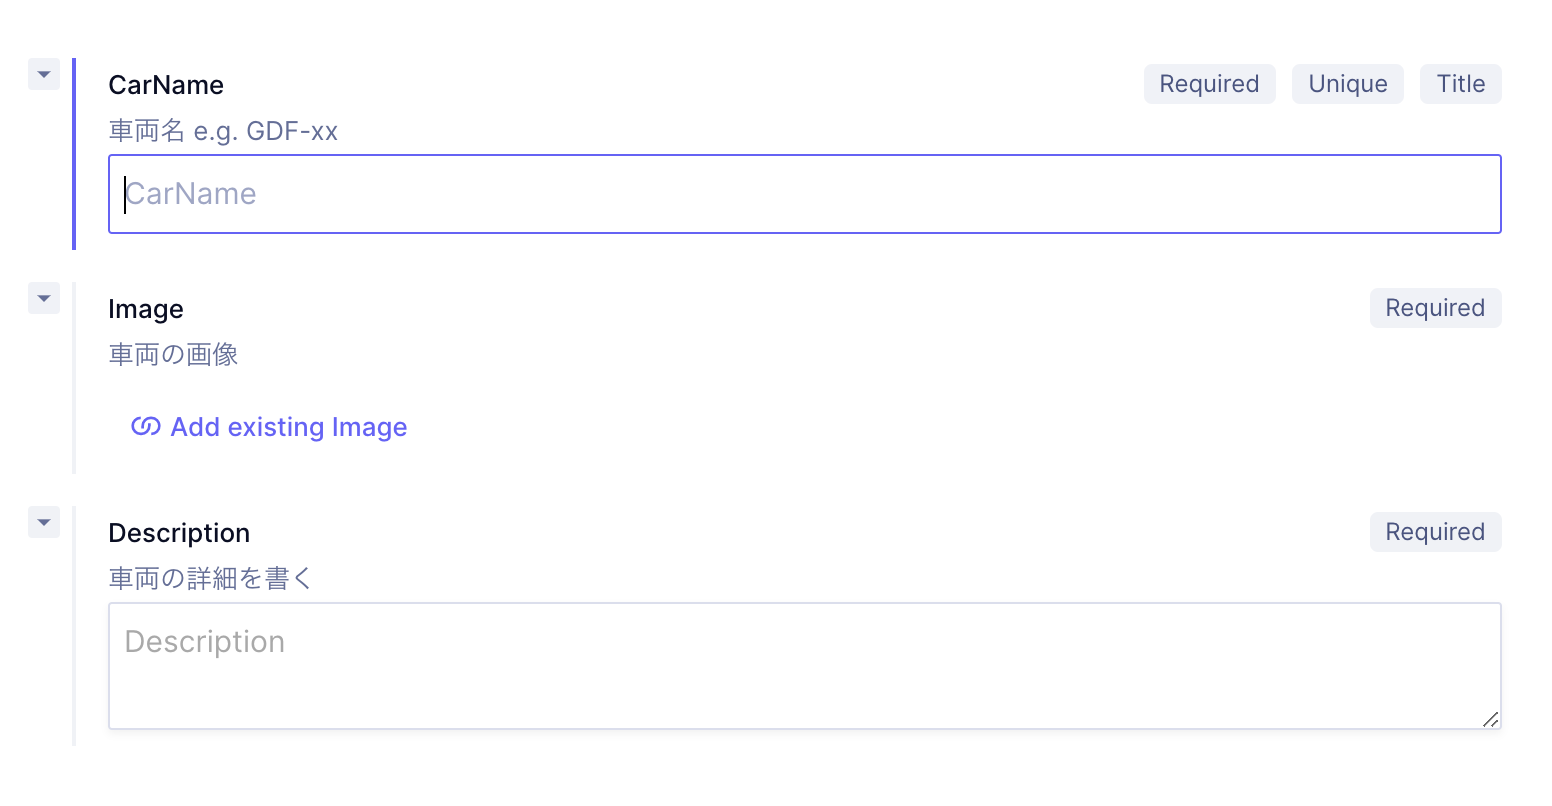 CarName Required Unique Title
車両名 e.g. GDF-xx
CarName
Image Required
車両の画像
Add existing Image
Description Required
車両の詳細を書く
Description